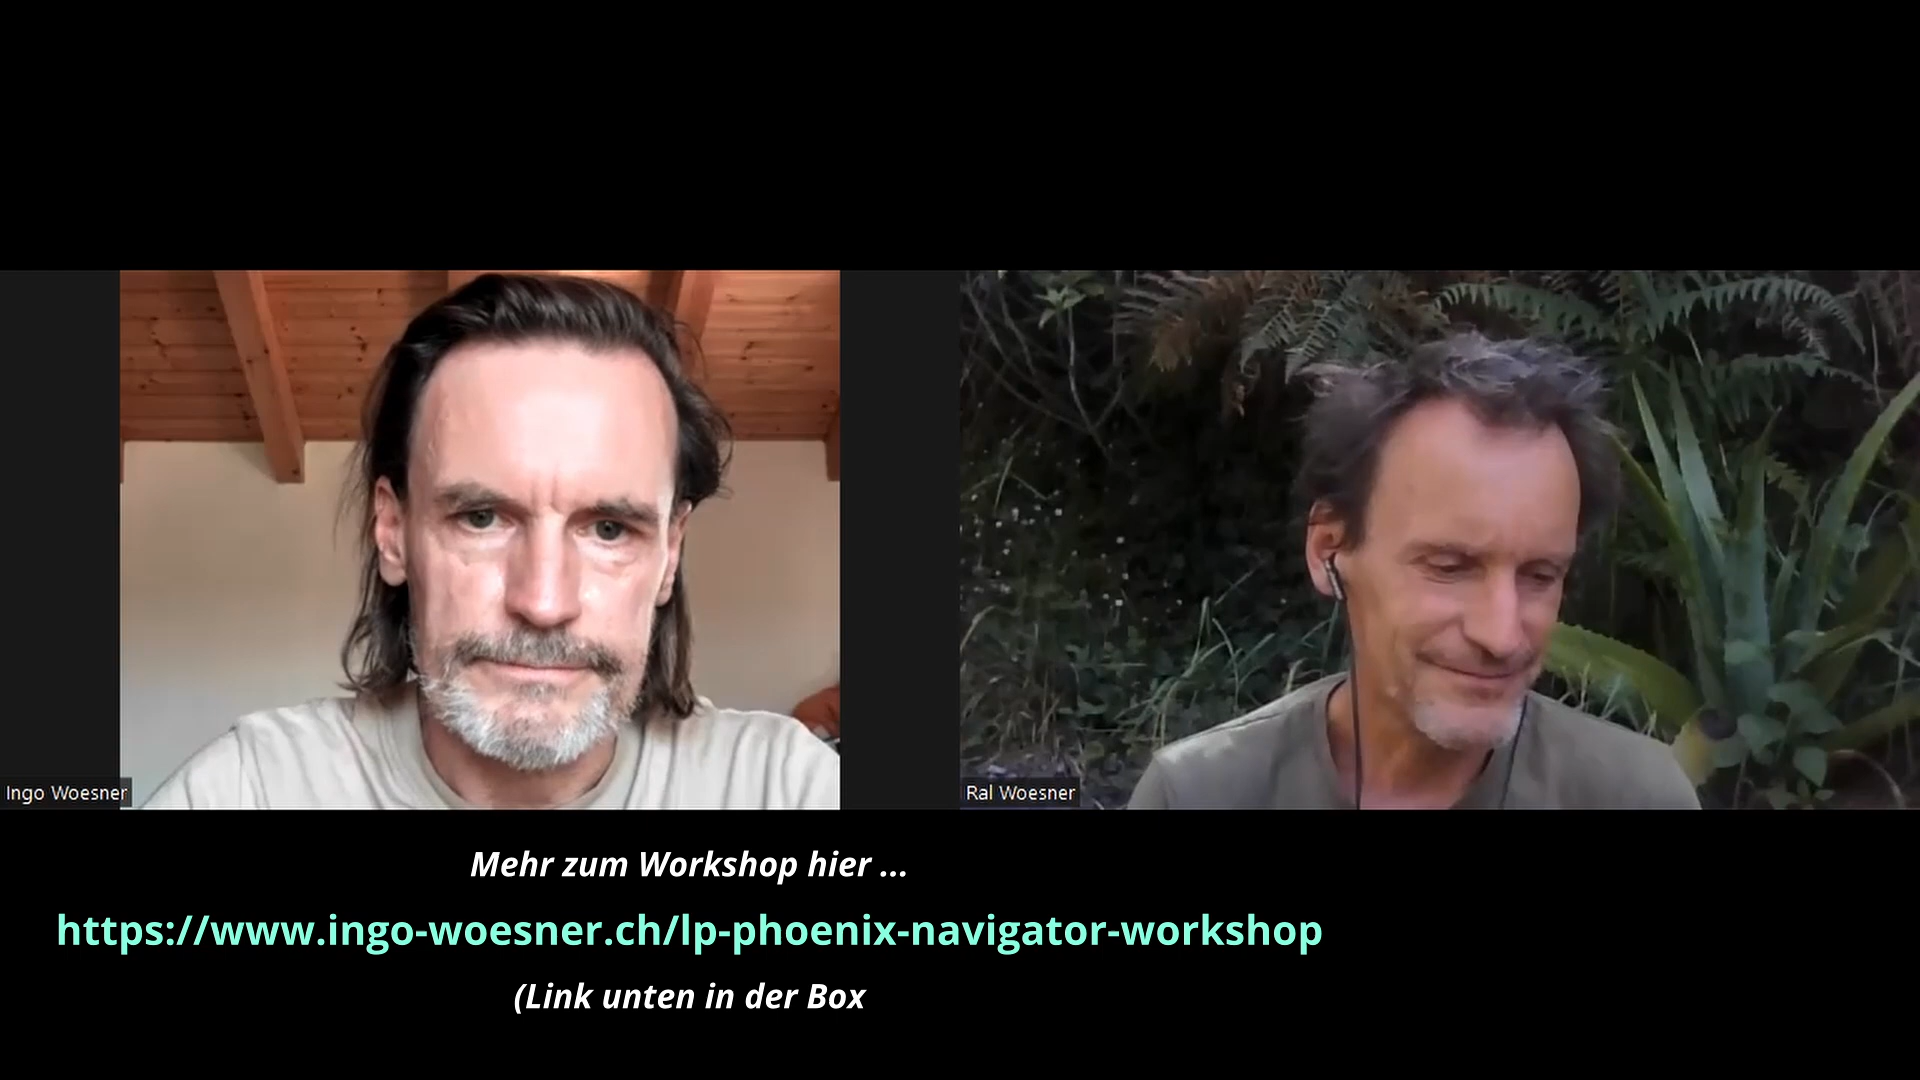 Ingo Woesner
Ral Woesner
Mehr zum Workshop hier ...
https://www.ingo-woesner.ch/lp-phoenix-navigator-workshop
(Link unten in der Box